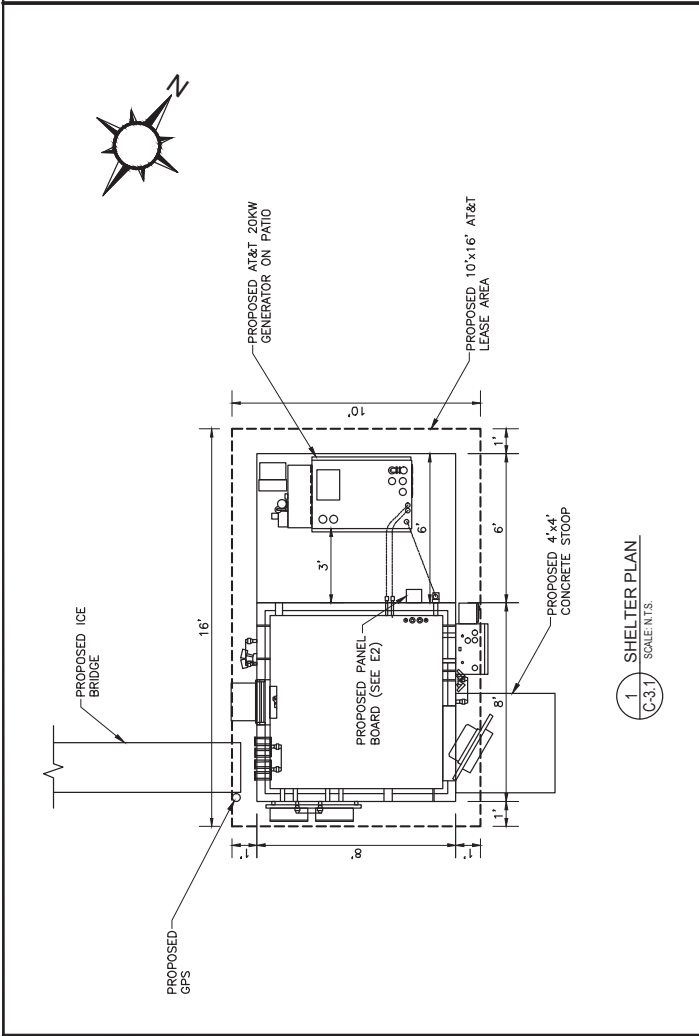 N
PROPOSED ICE
BRIDGE
PROPOSED AT&T 20KW
GENERATOR ON PATIO
16'
10'
PROPOSED
GPS
1'
8'
1'
3'
6'
PROPOSED PANEL
BOARD (SEE E2)
1'
8'
6'
1'
PROPOSED 10'x16' AT&T
LEASE AREA
PROPOSED 4'x4'
CONCRETE STOOP
1
C-3.1
SHELTER PLAN
SCALE: N.T.S.